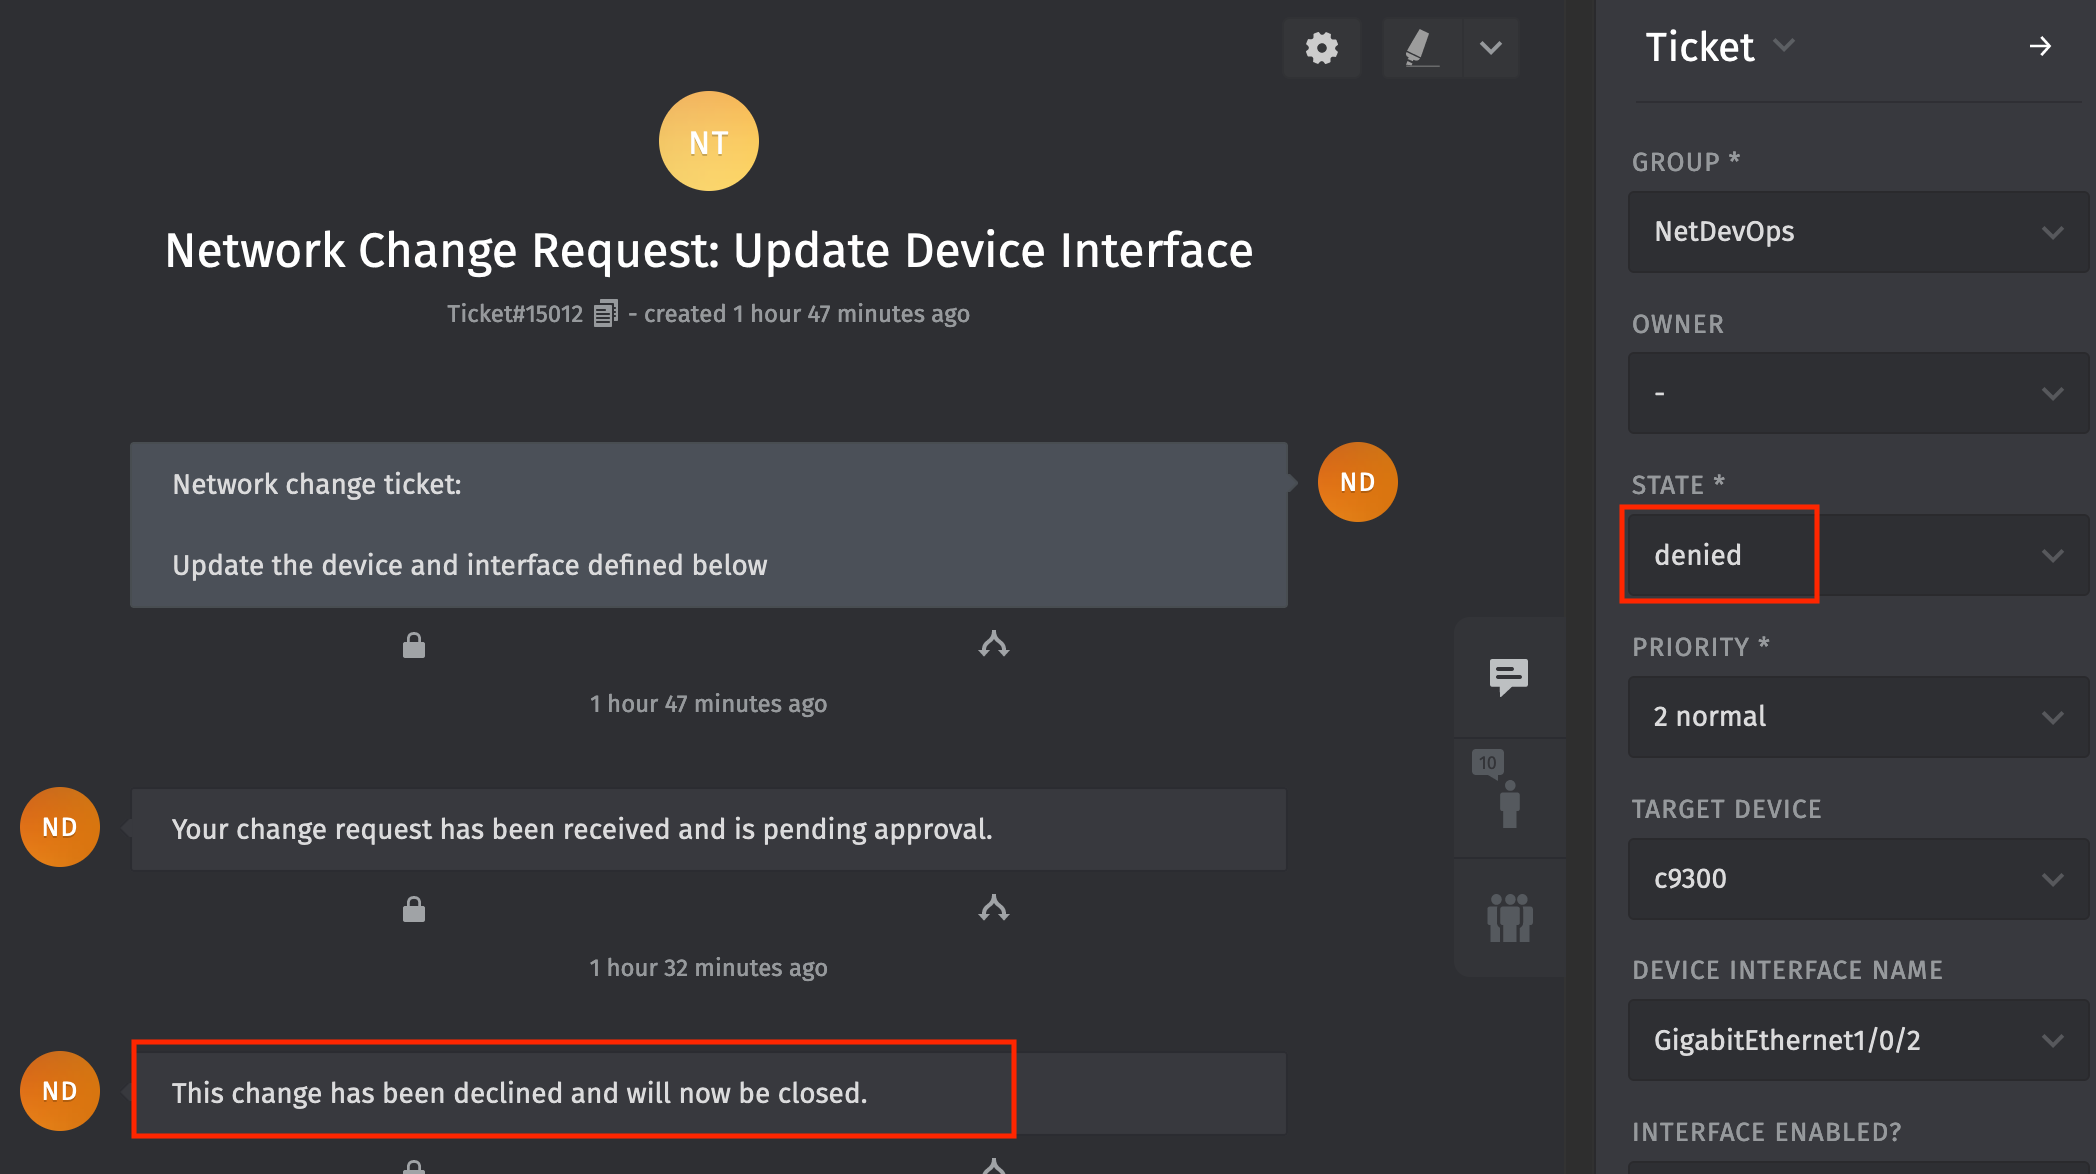 NT
Network Change Request: Update Device Interface
Ticket#15012 - created 1 hour 47 minutes ago
Network change ticket:
Update the device and interface defined below
ND
1 hour 47 minutes ago
ND
Your change request has been received and is pending approval.
1 hour 32 minutes ago
ND
This change has been declined and will now be closed.
10
Ticket
GROUP *
NetDevOps
OWNER
-
STATE *
denied
PRIORITY *
2 normal
TARGET DEVICE
c9300
DEVICE INTERFACE NAME
GigabitEthernet1/0/2
INTERFACE ENABLED?